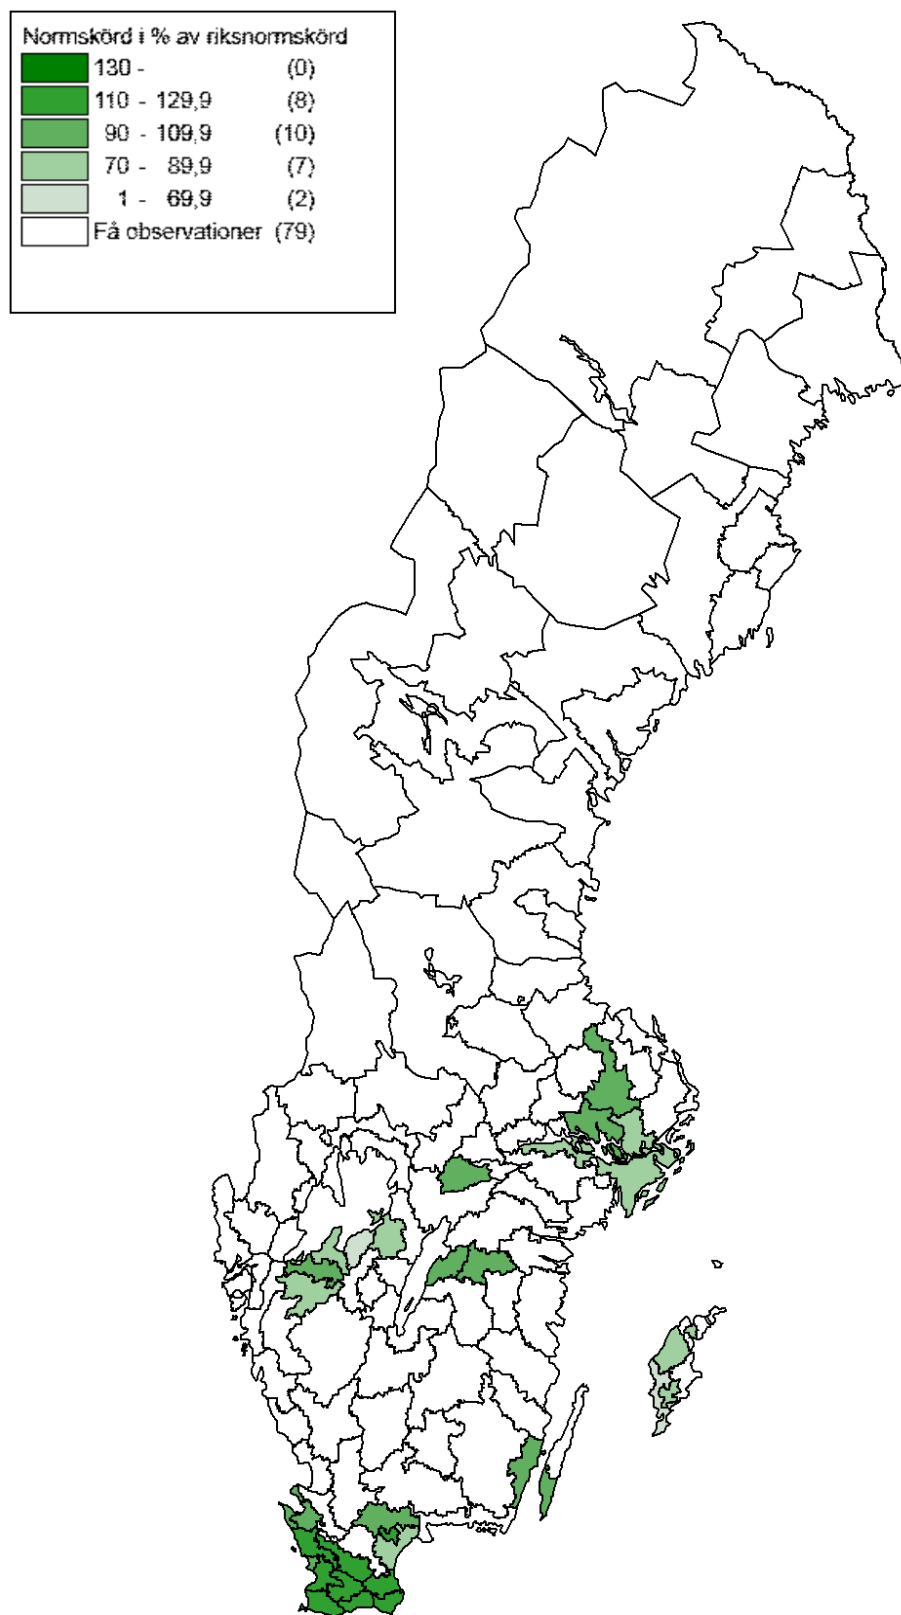 Normskörd i % av riksnormskörd
130 - (0)
110 - 129,9 (8)
90 - 109,9 (10)
70 - 89,9 (7)
1 - 69,9 (2)
Få observationer (79)